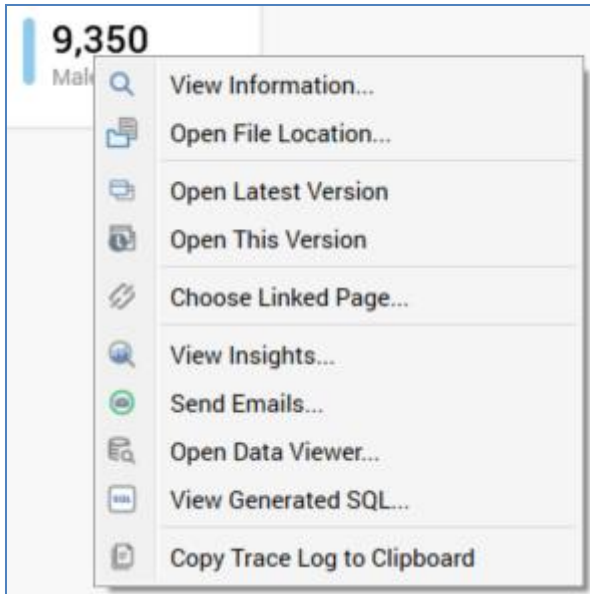 9,350
Male
View Information...
Open File Location...
Open Latest Version
Open This Version
Choose Linked Page...
View Insights...
Send Emails...
Open Data Viewer...
View Generated SQL...
SQL
Copy Trace Log to Clipboard